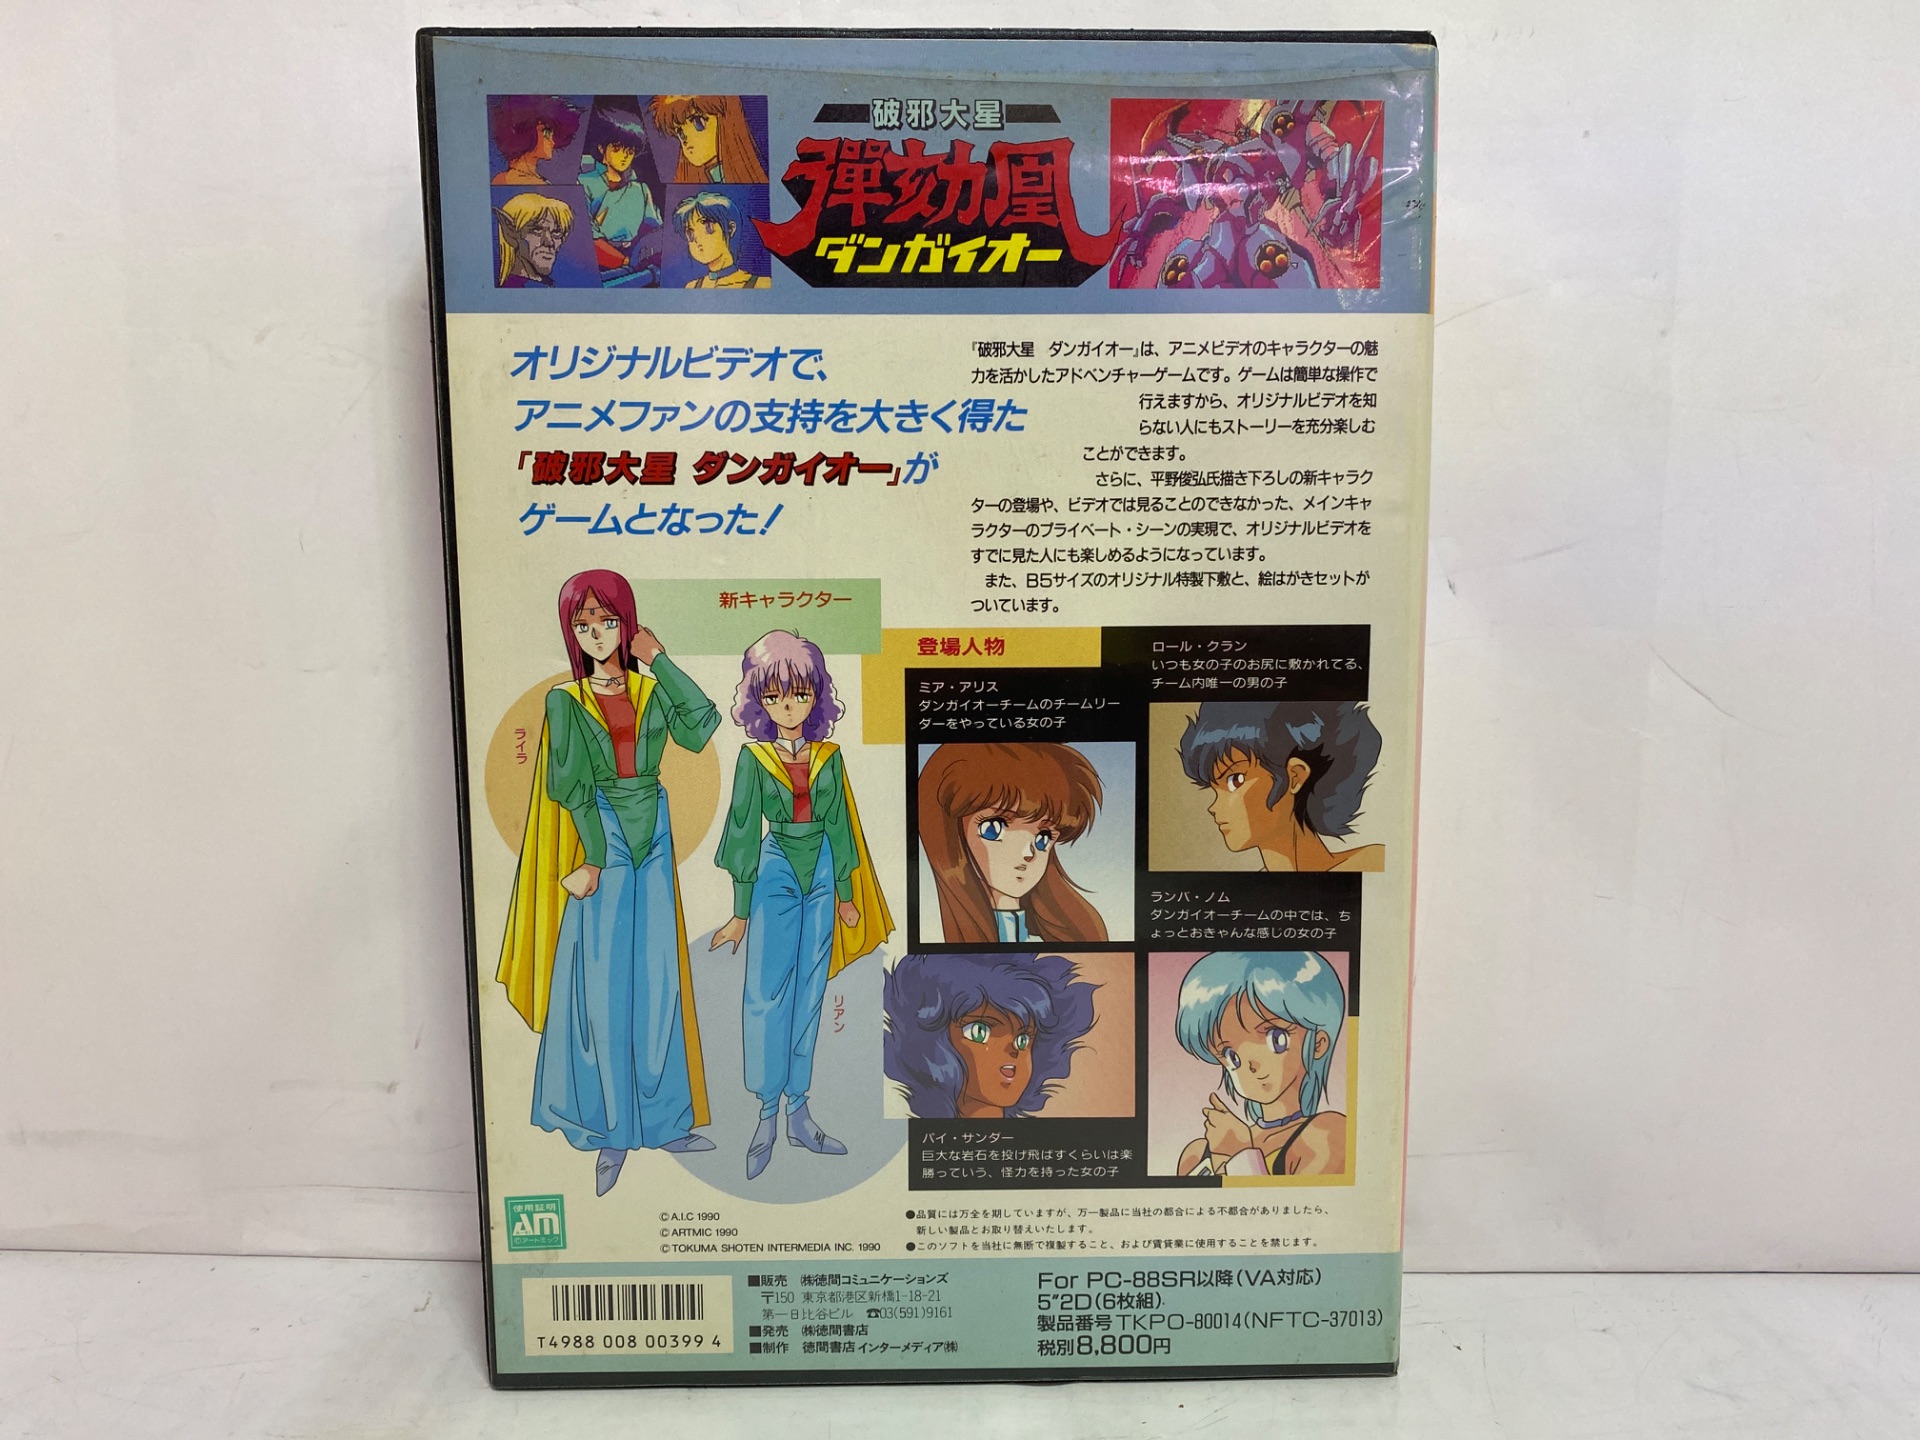 破邪大星
彈劾凰
ダンガイオー
オリジナルビデオで、
アニメファンの支持を大きく得た
「破邪大星 ダンガイオー」が
ゲームとなった!
『破邪大星 ダンガイオー』は、アニメビデオのキャラクターの魅
力を活かしたアドベンチャーゲームです。ゲームは簡単な操作で
行えますから、オリジナルビデオを知
らない人にもストーリーを充分楽しむ
ことができます。
さらに、平野俊弘氏描き下ろしの新キャラク
ターの登場や、ビデオでは見ることのできなかった、メインキャ
ラクターのプライベート・シーンの実現で、オリジナルビデオを
すでに見た人にも楽しめるようになっています。
また、B5サイズのオリジナル特製下敷と、絵はがきセットが
ついています。
新キャラクター
ライラ
リアン
登場人物
ミア・アリス
ダンガイオーチームのチームリー
ダーをやっている女の子
ロール・クラン
いつも女の子のお尻に敷かれてる、
チーム内唯一の男の子
ランバ・ノム
ダンガイオーチームの中では、ち
ょっとおきゃんな感じの女の子
パイ・サンダー
巨大な岩石を投げ飛ばすくらいは楽
勝っていう、怪力を持った女の子
使用証明
AM
©アートミック
©A.I.C 1990
©ARTMIC 1990
©TOKUMA SHOTEN INTERMEDIA INC. 1990
●品質には万全を期していますが、万一製品に当社の都合による不都合がありましたら、
新しい製品とお取り替えいたします。
●このソフトを当社に無断で複製すること、および賃貸業に使用することを禁じます。
T4988 008 00399 4
■販売 ㈱徳間コミュニケーションズ
〒150 東京都港区新橋1-18-21
第一日比谷ビル ☎03(591)9161
■発売 ㈱徳間書店
■制作 徳間書店インターメディア㈱
For PC-88SR以降(VA対応)
5"2D(6枚組)
製品番号TKPO-80014(NFTC-37013)
税別8,800円